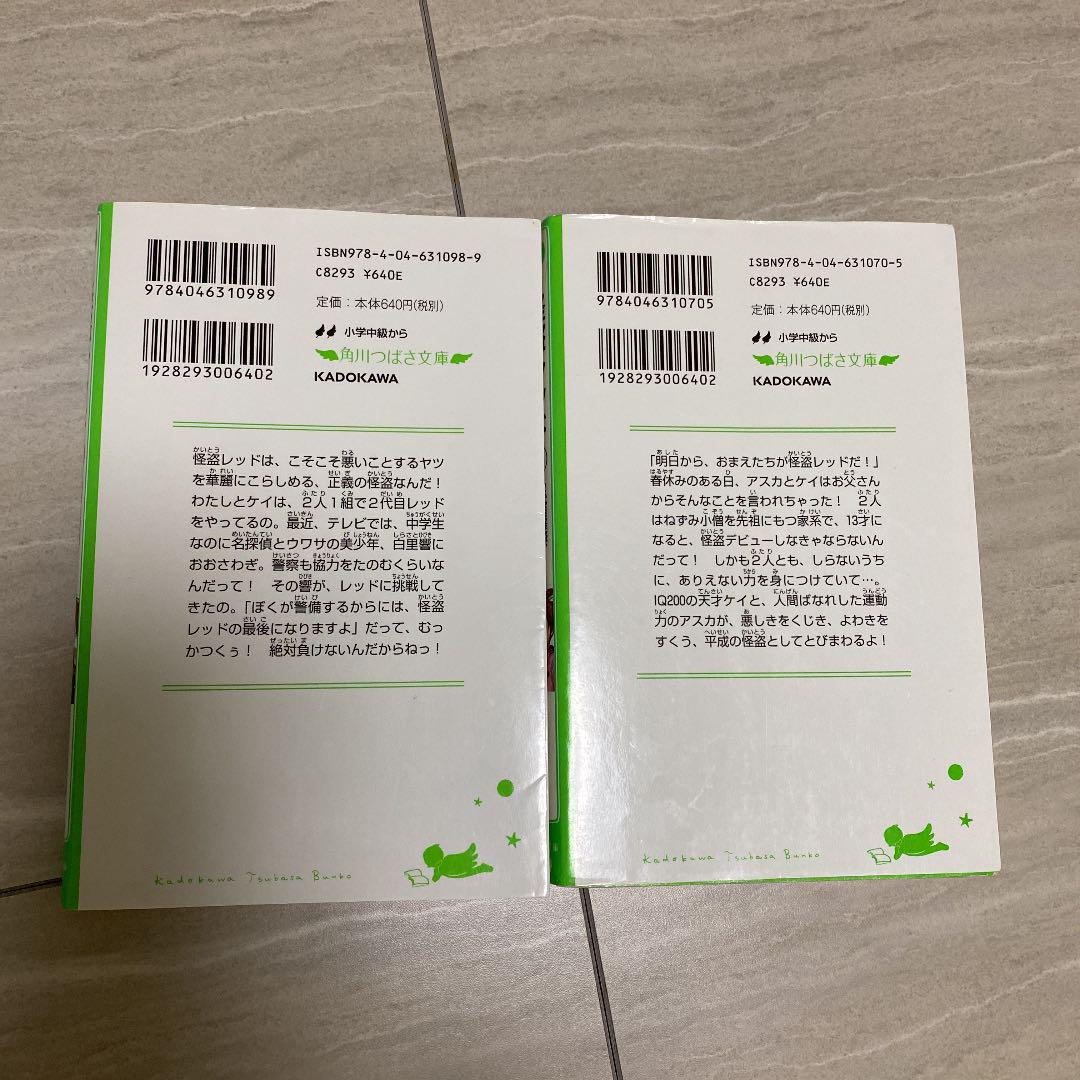 ISBN978-4-04-631098-9
C8293 ¥640E
9784046310989
定価：本体640円(税別)
小学中級から
角川つばさ文庫
KADOKAWA
1928293006402
怪盗レッドは、こそこそ悪いことするヤツ
を華麗にこらしめる、正義の怪盗なんだ！
わたしとケイは、2人1組で2代目レッド
をやってるの。最近、テレビでは、中学生
なのに名探偵とウワサの美少年、白里響に
おおさわぎ。警察も協力をたのむくらいな
んだって！　その響が、レッドに挑戦して
きたの。「ぼくが警備するからには、怪盗
レッドの最後になりますよ」だって、むっ
かつくぅ！　絶対負けないんだからねっ！
Kadokawa Tsubasa Bunko
ISBN978-4-04-631070-5
C8293 ¥640E
9784046310705
定価：本体640円(税別)
小学中級から
角川つばさ文庫
KADOKAWA
1928293006402
「明日から、おまえたちが怪盗レッドだ！」
春休みのある日、アスカとケイはお父さん
からそんなことを言われちゃった！　2人
はねずみ小僧を先祖にもつ家系で、13才に
なると、怪盗デビューしなきゃならないん
だって！　しかも2人とも、しらないうち
に、ありえない力を身につけていて…。
IQ200の天才ケイと、人間ばなれした運動
力のアスカが、悪しきをくじき、よわきを
すくう、平成の怪盗としてとびまわるよ！
Kadokawa Tsubasa Bunko